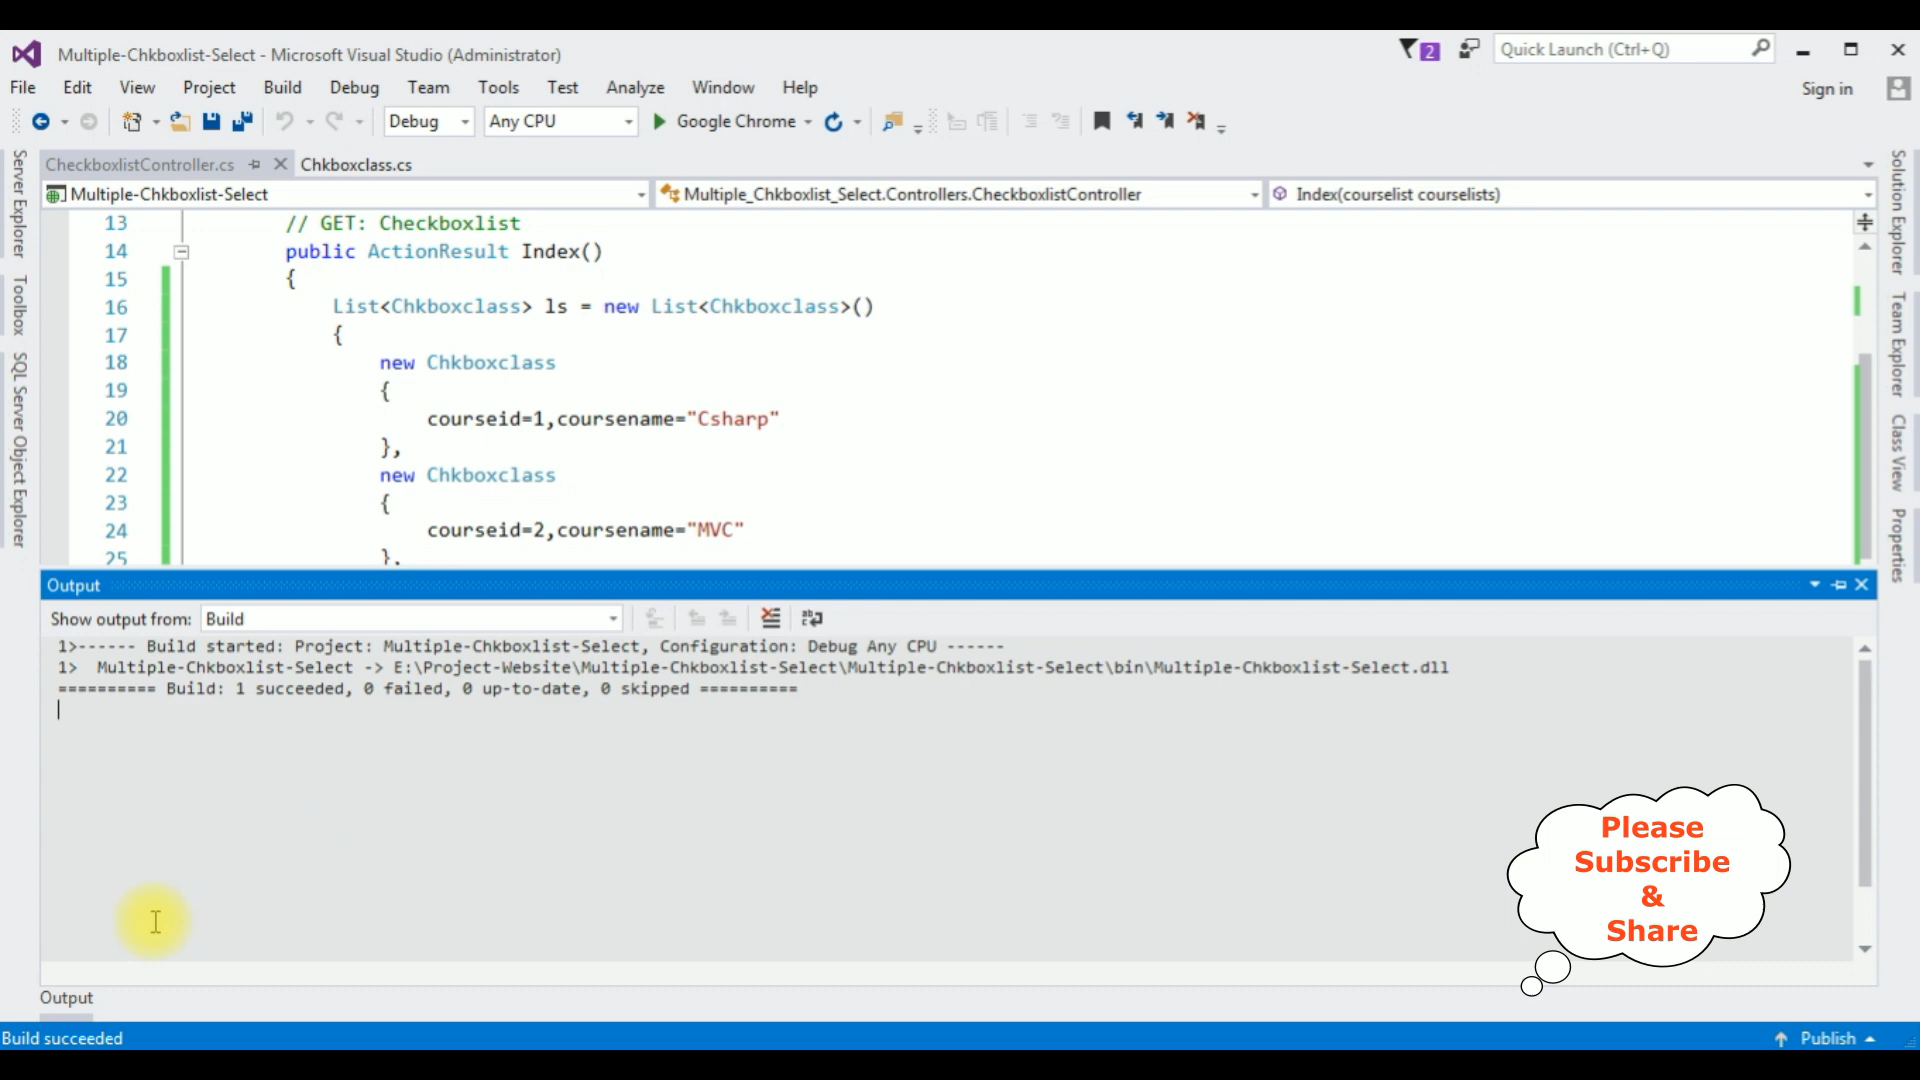 Multiple-Chkboxlist-Select - Microsoft Visual Studio (Administrator)
2
Quick Launch (Ctrl+Q)
File Edit View Project Build Debug Team Tools Test Analyze Window Help
Sign in
Debug
Any CPU
Google Chrome
CheckboxlistController.cs
Chkboxclass.cs
Multiple-Chkboxlist-Select
Multiple_Chkboxlist_Select.Controllers.CheckboxlistController
Index(courselist courselists)
Server Explorer
Toolbox
SQL Server Object Explorer
13 // GET: Checkboxlist
14 public ActionResult Index()
15 {
16 List<Chkboxclass> ls = new List<Chkboxclass>()
17 {
18 new Chkboxclass
19 {
20 courseid=1,coursename="Csharp"
21 },
22 new Chkboxclass
23 {
24 courseid=2,coursename="MVC"
25 },
Solution Explorer
Team Explorer
Class View
Properties
Output
Show output from: Build
1>------ Build started: Project: Multiple-Chkboxlist-Select, Configuration: Debug Any CPU ------
1>  Multiple-Chkboxlist-Select -> E:\Project-Website\Multiple-Chkboxlist-Select\Multiple-Chkboxlist-Select\bin\Multiple-Chkboxlist-Select.dll
========== Build: 1 succeeded, 0 failed, 0 up-to-date, 0 skipped ==========
Please
Subscribe
&
Share
Output
Build succeeded
Publish